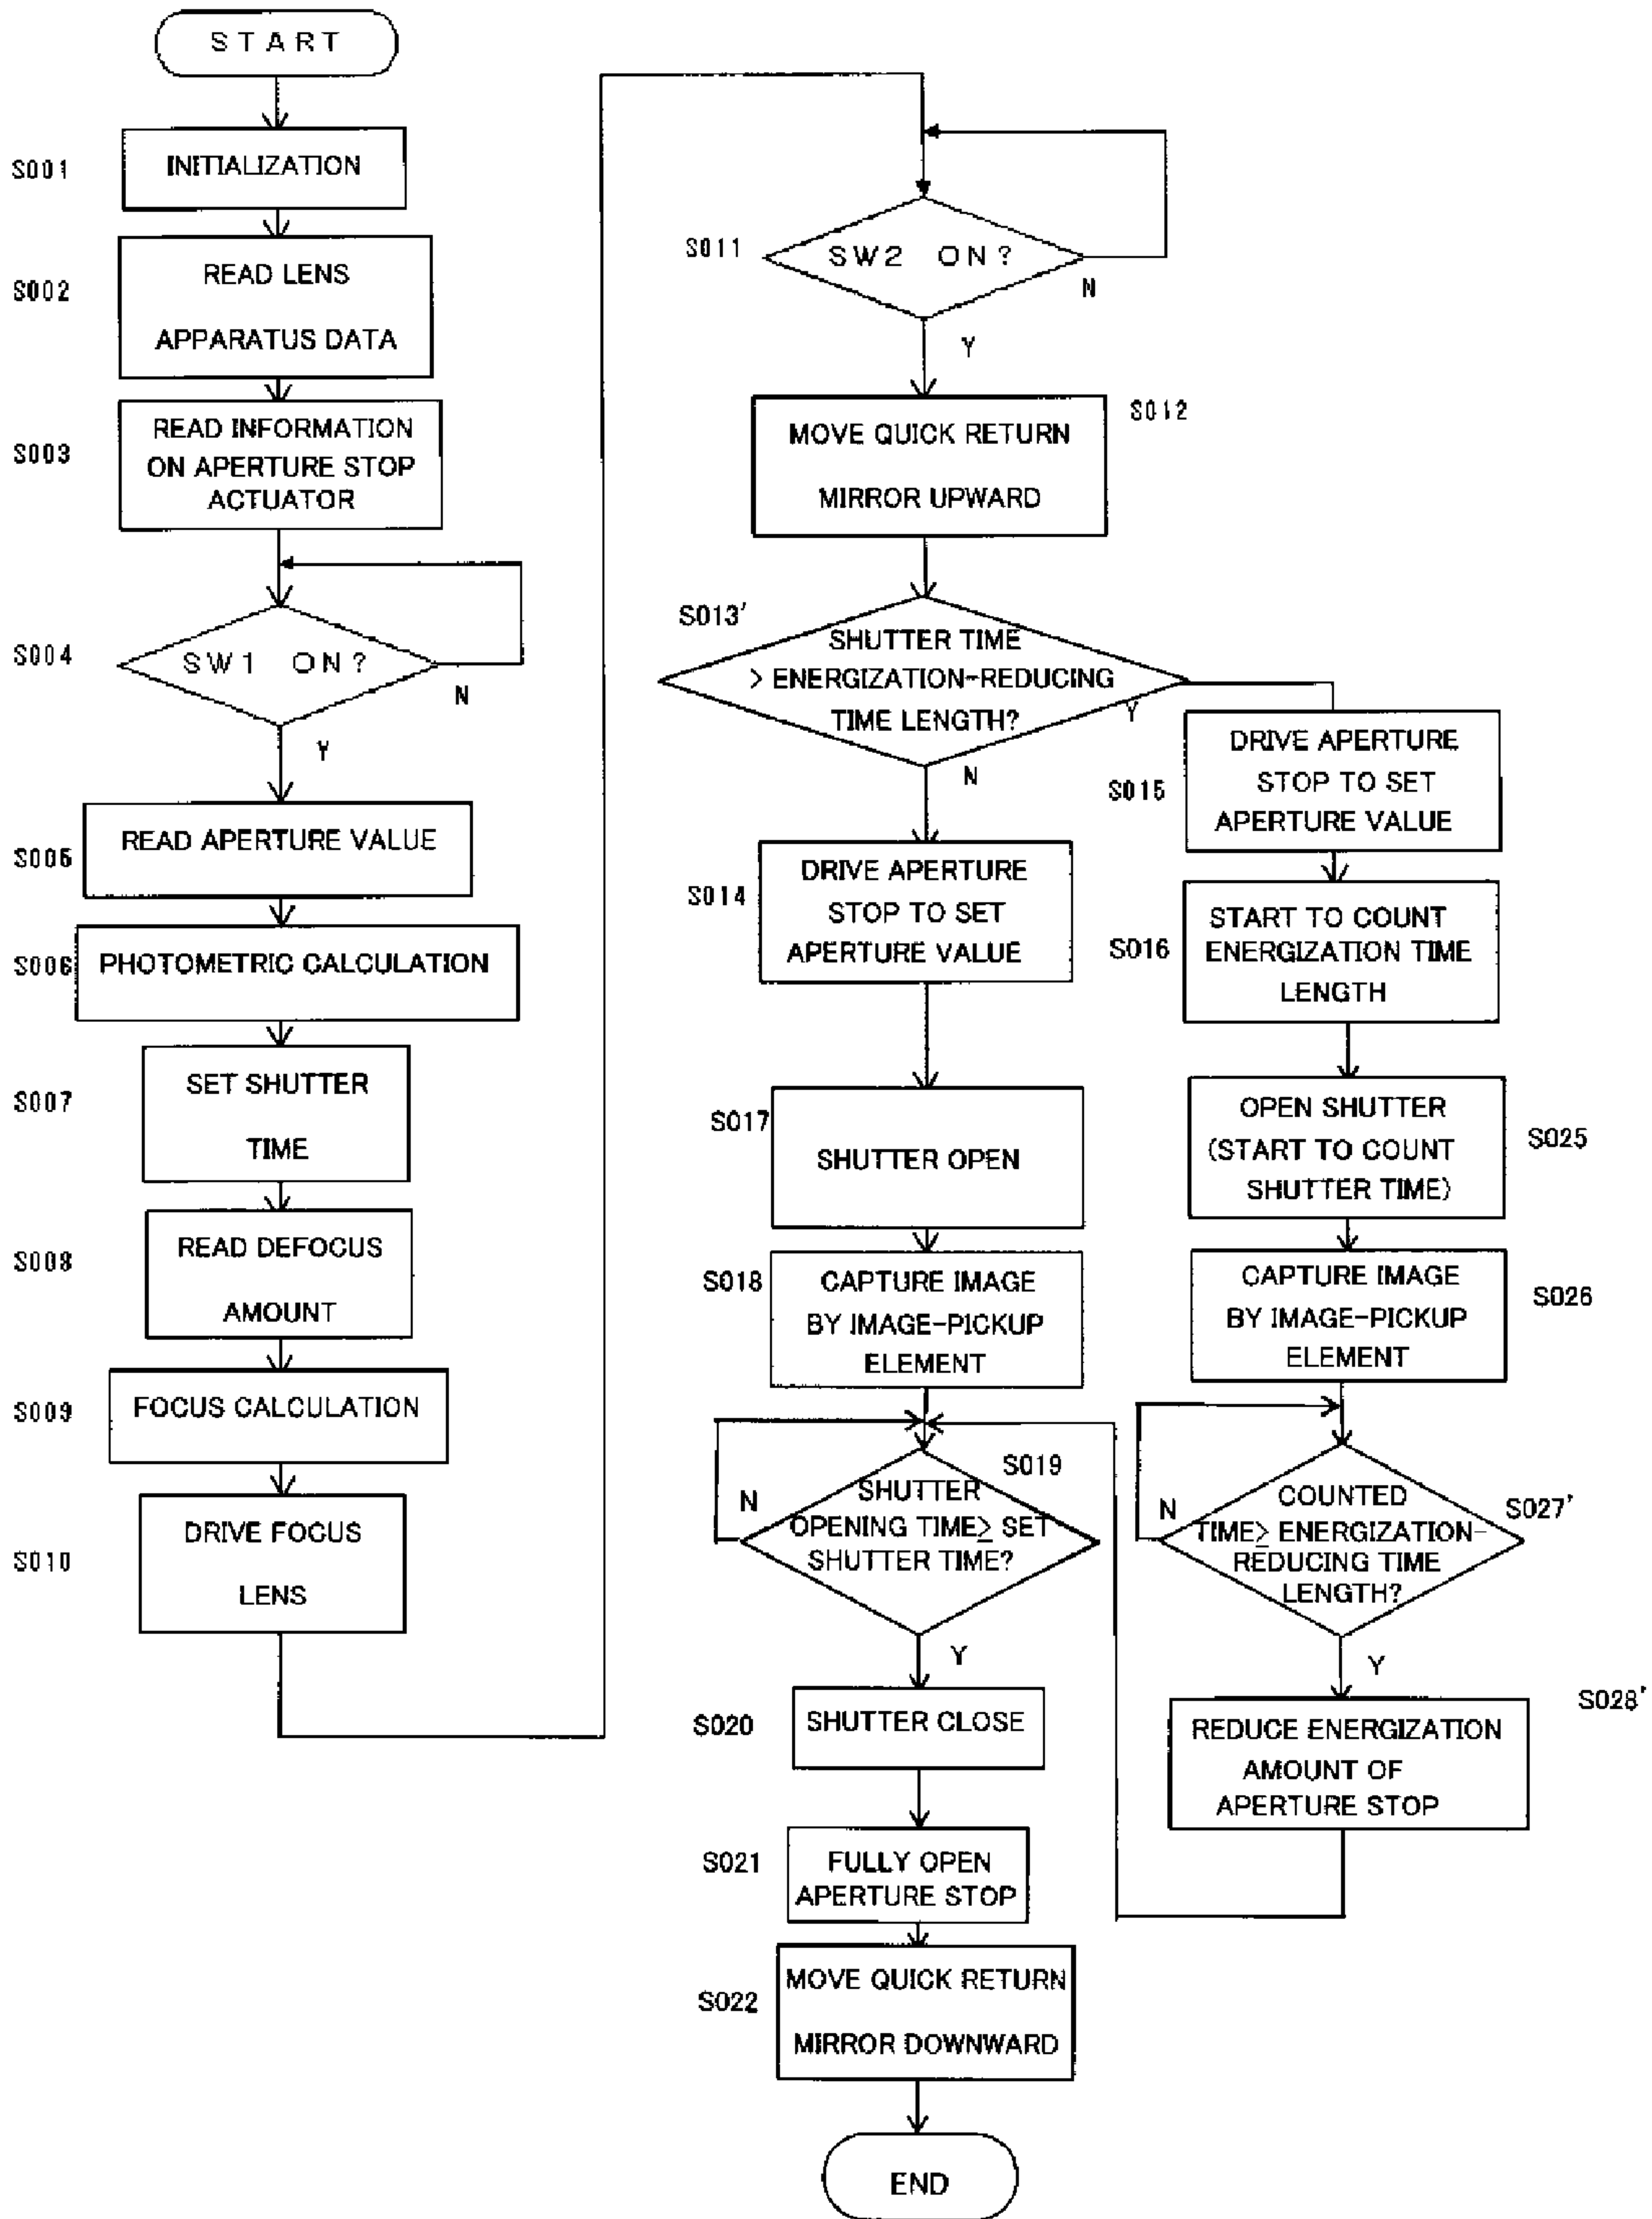 START
S001
INITIALIZATION
S002
READ LENS
APPARATUS DATA
S003
READ INFORMATION
ON APERTURE STOP
ACTUATOR
S004
SW1 ON?
N
Y
S005
READ APERTURE VALUE
S006
PHOTOMETRIC CALCULATION
S007
SET SHUTTER
TIME
S008
READ DEFOCUS
AMOUNT
S009
FOCUS CALCULATION
S010
DRIVE FOCUS
LENS
S011
SW2 ON?
N
Y
S012
MOVE QUICK RETURN
MIRROR UPWARD
S013'
SHUTTER TIME
> ENERGIZATION-REDUCING
TIME LENGTH?
Y
N
S014
DRIVE APERTURE
STOP TO SET
APERTURE VALUE
S017
SHUTTER OPEN
S018
CAPTURE IMAGE
BY IMAGE-PICKUP
ELEMENT
S019
N
SHUTTER
OPENING TIME≥ SET
SHUTTER TIME?
Y
S020
SHUTTER CLOSE
S021
FULLY OPEN
APERTURE STOP
S022
MOVE QUICK RETURN
MIRROR DOWNWARD
END
S015
DRIVE APERTURE
STOP TO SET
APERTURE VALUE
S016
START TO COUNT
ENERGIZATION TIME
LENGTH
S025
OPEN SHUTTER
(START TO COUNT
SHUTTER TIME)
S026
CAPTURE IMAGE
BY IMAGE-PICKUP
ELEMENT
S027'
N
COUNTED
TIME≥ ENERGIZATION-
REDUCING TIME
LENGTH?
Y
S028'
REDUCE ENERGIZATION
AMOUNT OF
APERTURE STOP